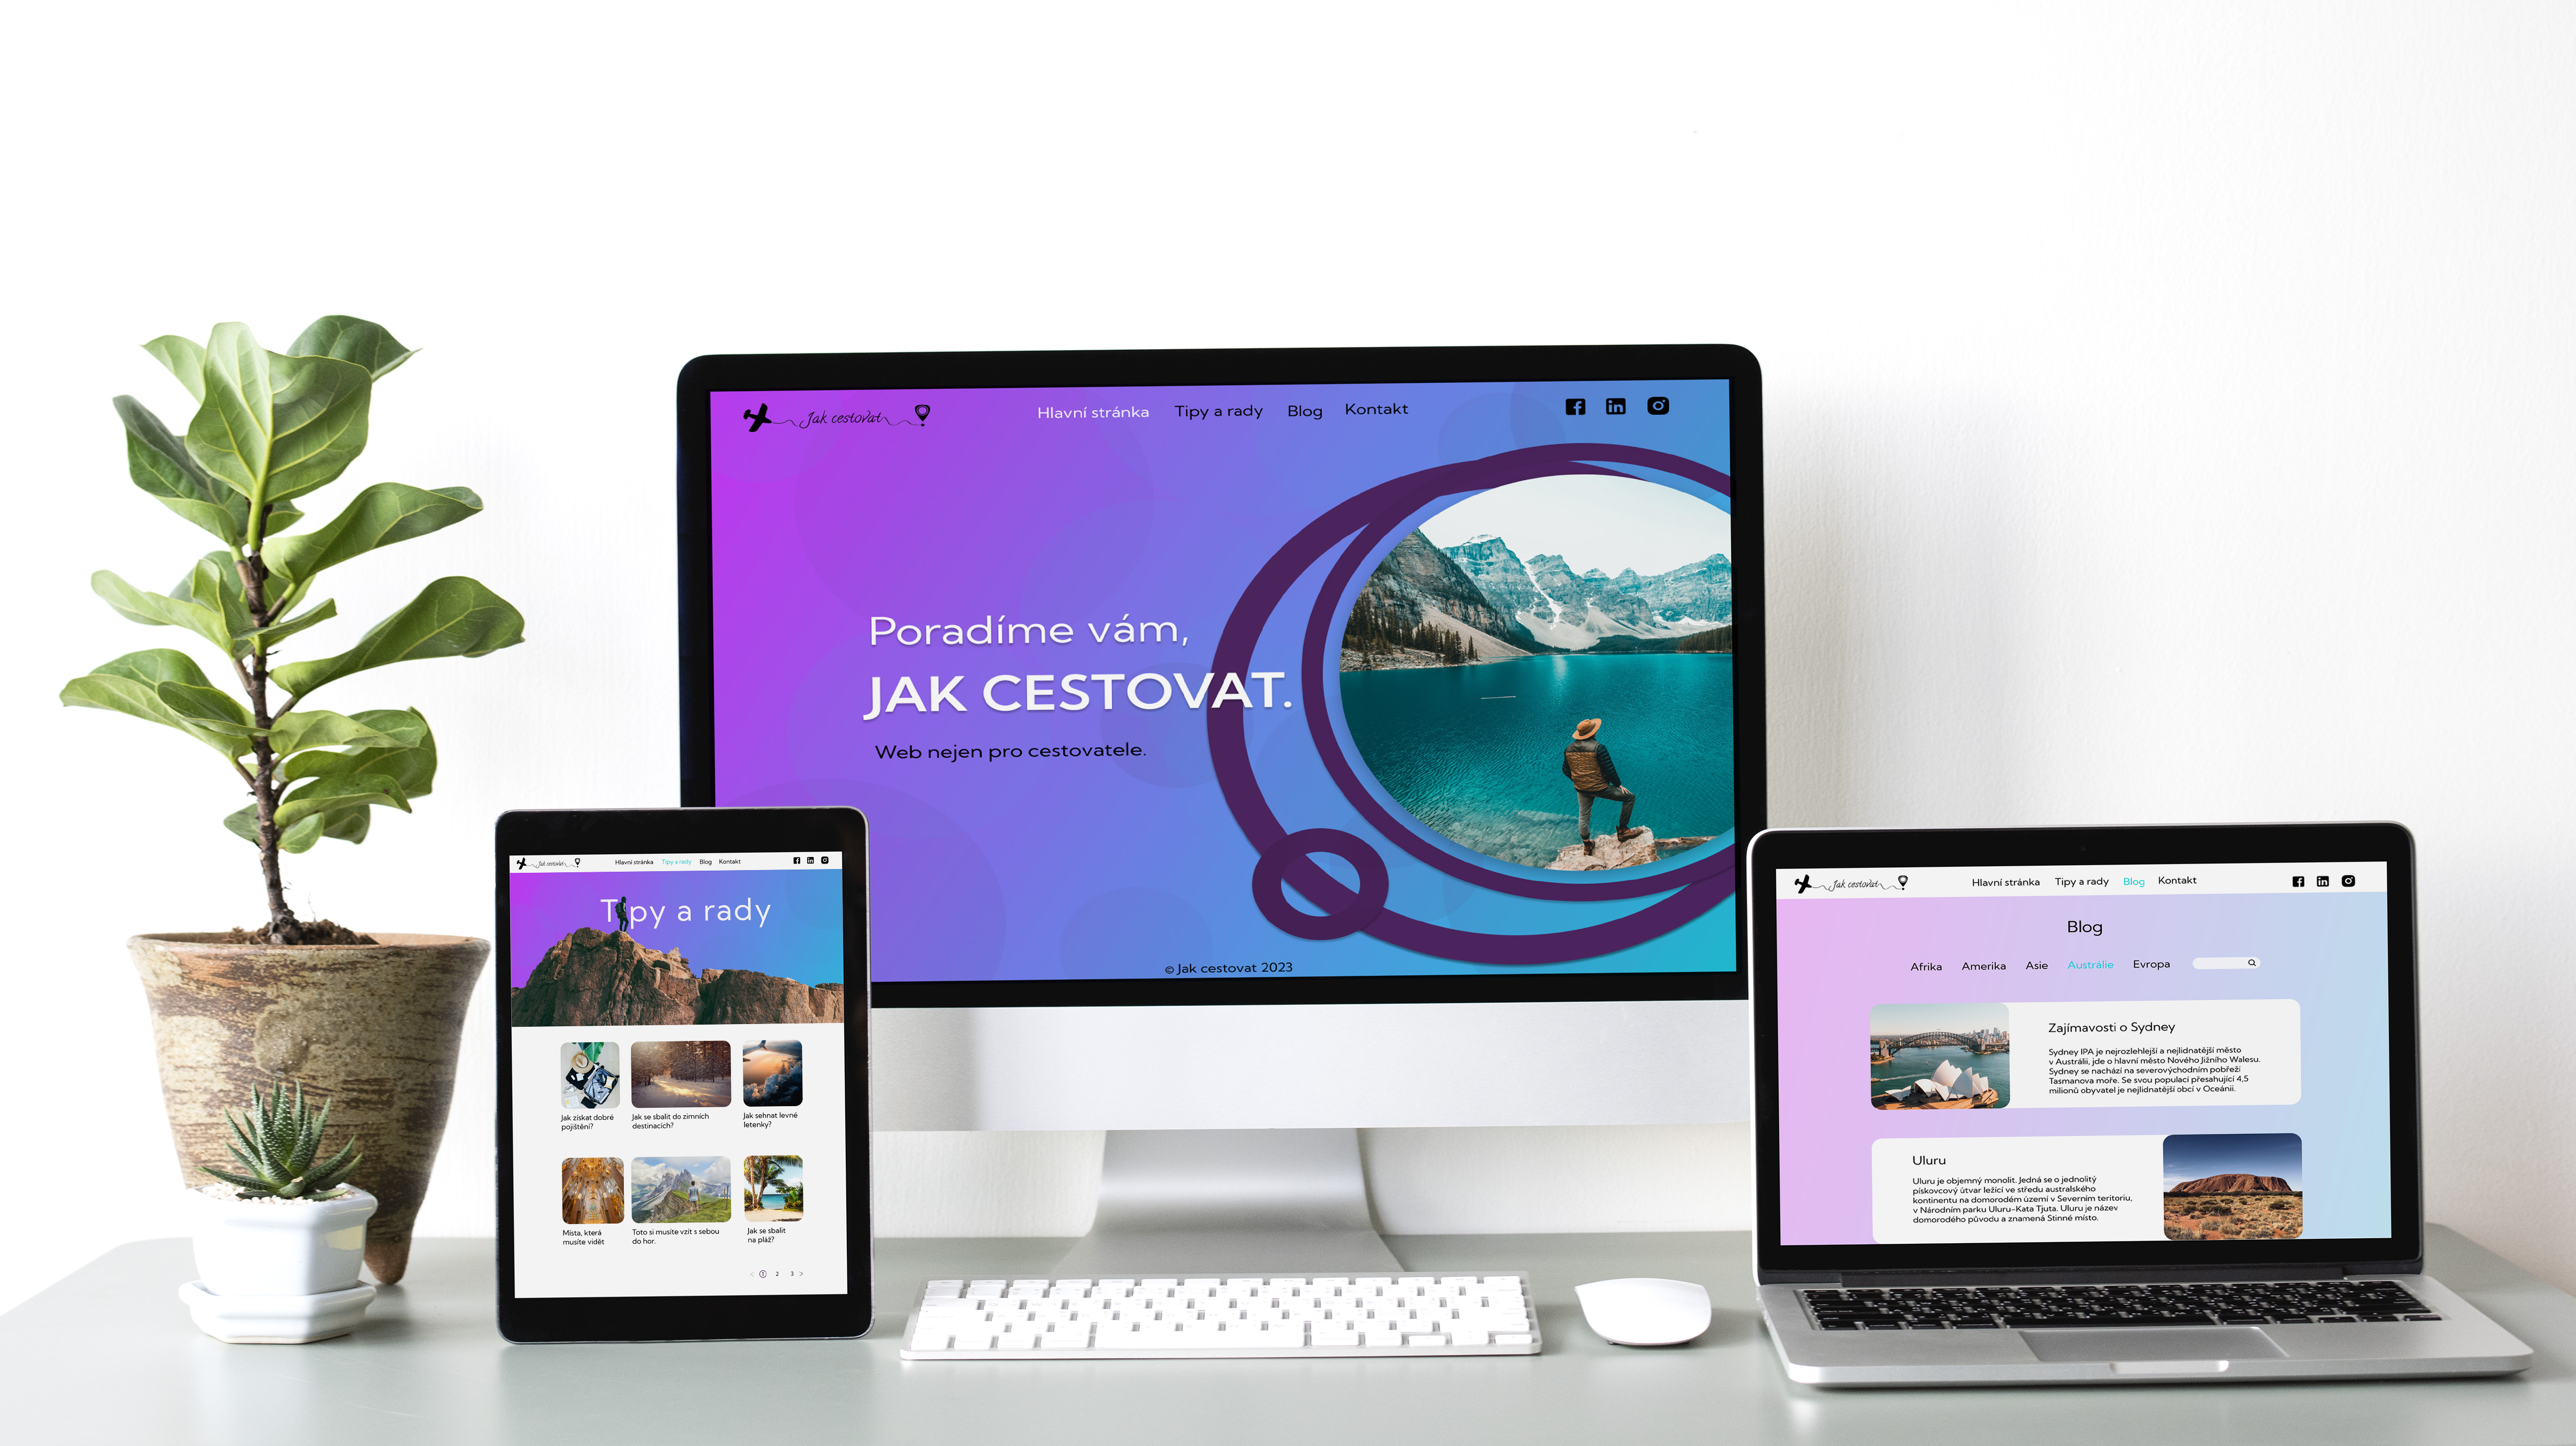 Jak cestovat
Hlavní stránka
Tipy a rady
Blog
Kontakt
Poradíme vám,
JAK CESTOVAT.
Web nejen pro cestovatele.
© Jak cestovat 2023
Jak cestovat
Hlavní stránka
Tipy a rady
Blog
Kontakt
Tipy a rady
Jak získat dobré
pojištění?
Jak se sbalit do zimních
destinacích?
Jak sehnat levné
letenky?
Místa, která
musíte vidět
Toto si musíte vzít s sebou
do hor.
Jak se sbalit
na pláž?
< 1 2 3 >
Jak cestovat
Hlavní stránka
Tipy a rady
Blog
Kontakt
Blog
Afrika
Amerika
Asie
Austrálie
Evropa
Zajímavosti o Sydney
Sydney IPA je nejrozlehlejší a nejlidnatější město
v Austrálii, jde o hlavní město Nového Jižního Walesu.
Sydney se nachází na severovýchodním pobřeží
Tasmanova moře. Se svou populací přesahující 4,5
milionů obyvatel je nejlidnatější obcí v Oceánii.
Uluru
Uluru je objemný monolit. Jedná se o jednolitý
pískovcový útvar ležící ve středu australského
kontinentu na domorodém území v Severním teritoriu,
v Národním parku Uluru-Kata Tjuta. Uluru je název
domorodého původu a znamená Stinné místo.